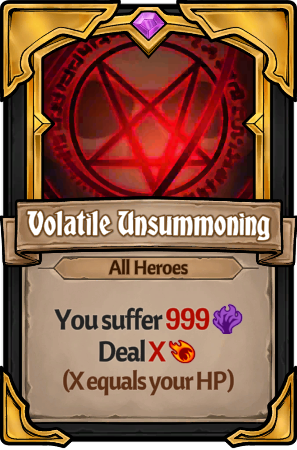 Volatile Unsummoning
All Heroes
You suffer 999
Deal X
(X equals your HP)